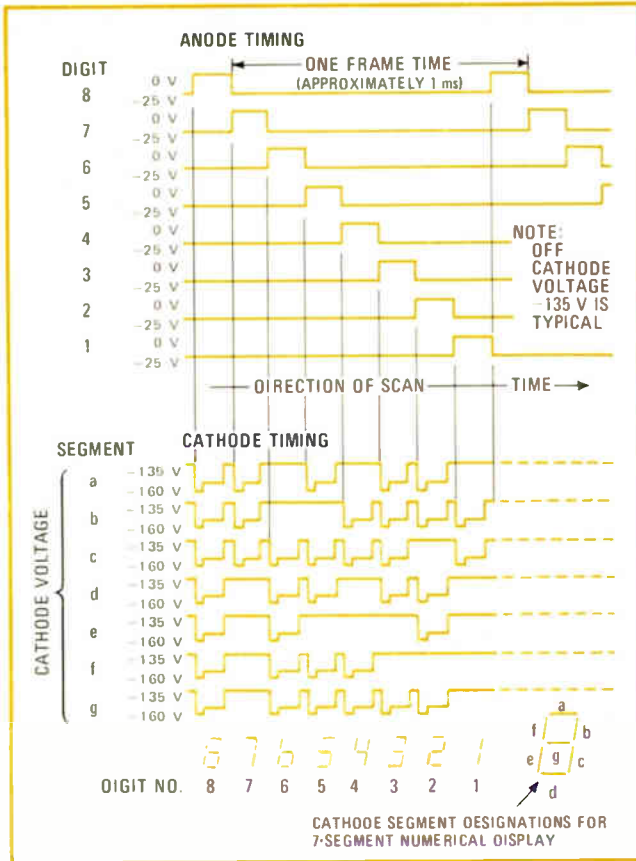 ANODE TIMING
DIGIT
ONE FRAME TIME
(APPROXIMATELY 1 ms)
8
0 V
-25 V
7
0 V
-25 V
6
0 V
-25 V
5
0 V
-25 V
4
0 V
-25 V
3
0 V
-25 V
2
0 V
-25 V
1
0 V
-25 V
NOTE:
OFF
CATHODE
VOLTAGE
-135 V IS
TYPICAL
DIRECTION OF SCAN
TIME
SEGMENT
CATHODE TIMING
CATHODE VOLTAGE
a
-135 V
-160 V
b
-135 V
-160 V
c
-135 V
-160 V
d
-135 V
-160 V
e
-135 V
-160 V
f
-135 V
-160 V
g
-135 V
-160 V
8 7 6 5 4 3 2 1
OIGIT NO. 8 7 6 5 4 3 2 1
a
f b
g
e c
d
CATHODE SEGMENT OESIGNATIONS FOR
7-SEGMENT NUMERICAL DISPLAY